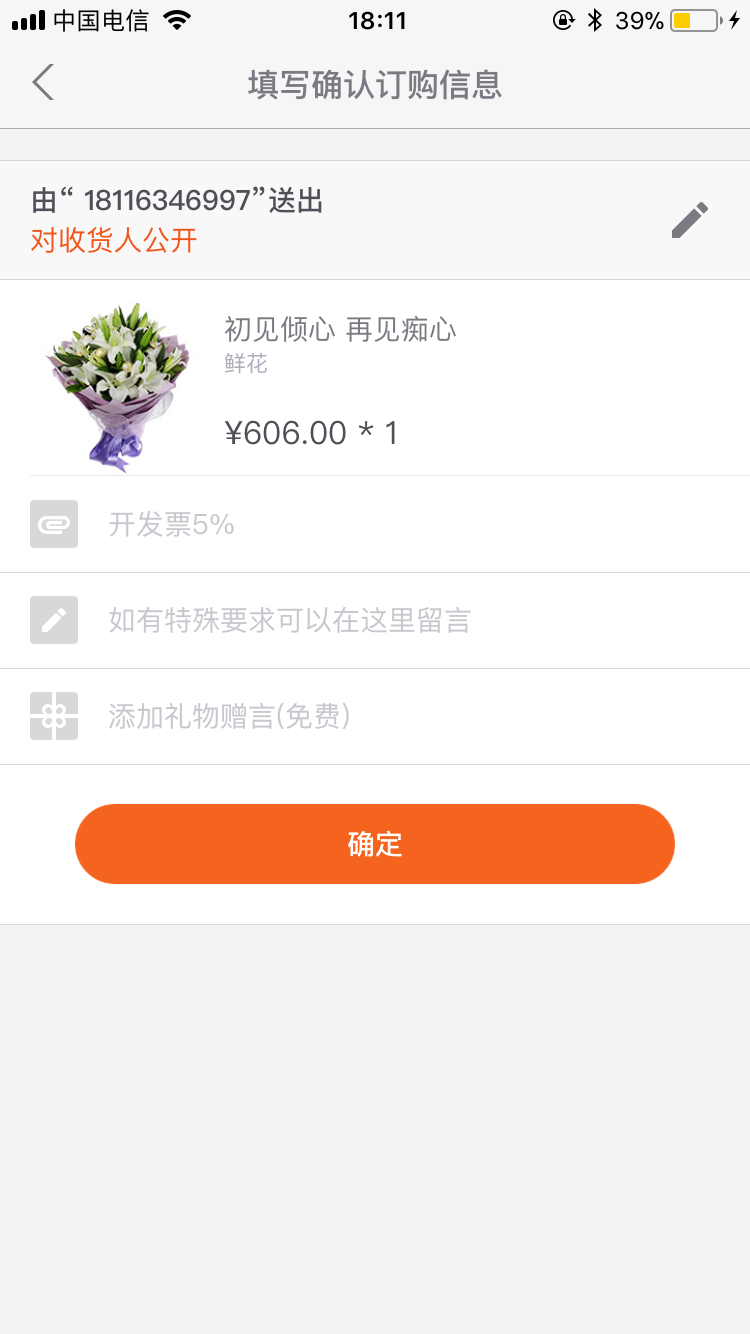 中国电信
18:11
39%
填写确认订购信息
由“ 18116346997”送出
对收货人公开
初见倾心 再见痴心
鲜花
¥606.00 * 1
开发票5%
如有特殊要求可以在这里留言
添加礼物赠言(免费)
确定